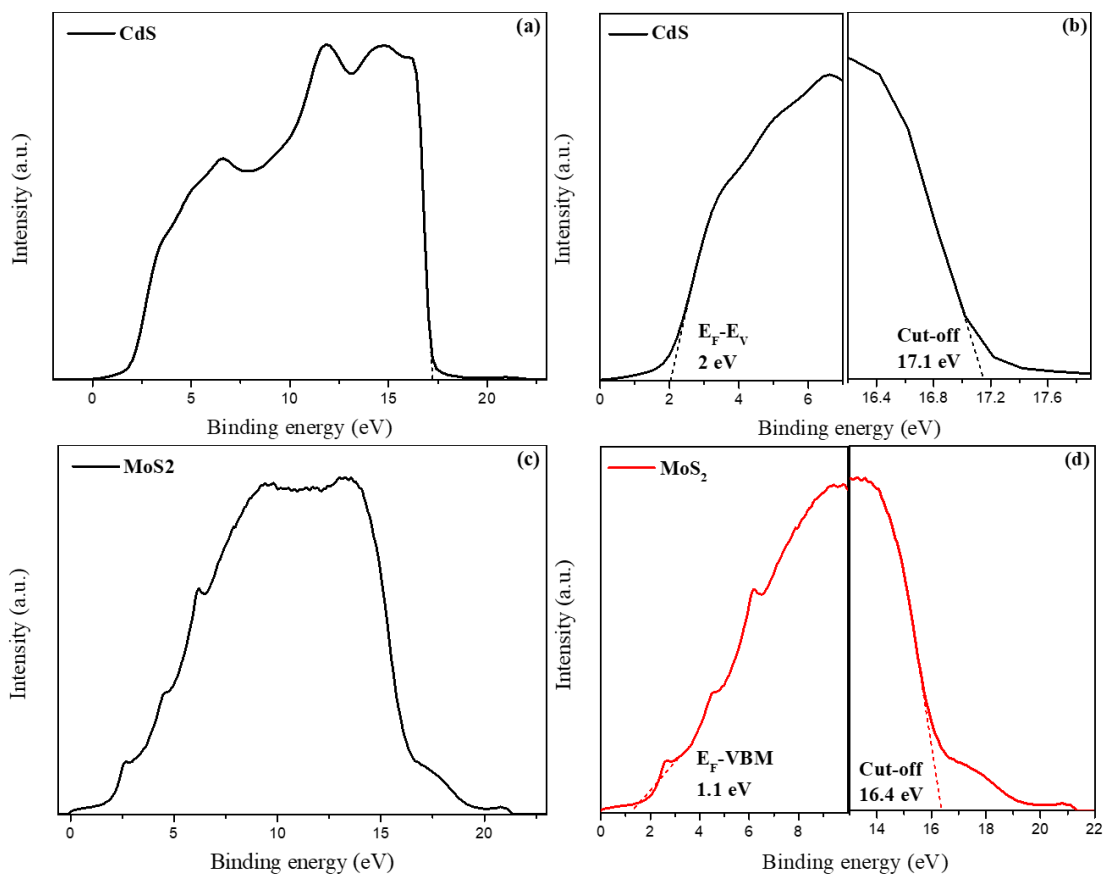 CdS
(a)
Intensity (a.u.)
0 5 10 15 20
Binding energy (eV)
CdS
(b)
Intensity (a.u.)
E_F-E_V
2 eV
Cut-off
17.1 eV
0 2 4 6 16.4 16.8 17.2 17.6
Binding energy (eV)
MoS2
(c)
Intensity (a.u.)
0 5 10 15 20
Binding energy (eV)
MoS₂
(d)
Intensity (a.u.)
E_F-VBM
1.1 eV
Cut-off
16.4 eV
0 2 4 6 8 14 16 18 20 22
Binding energy (eV)